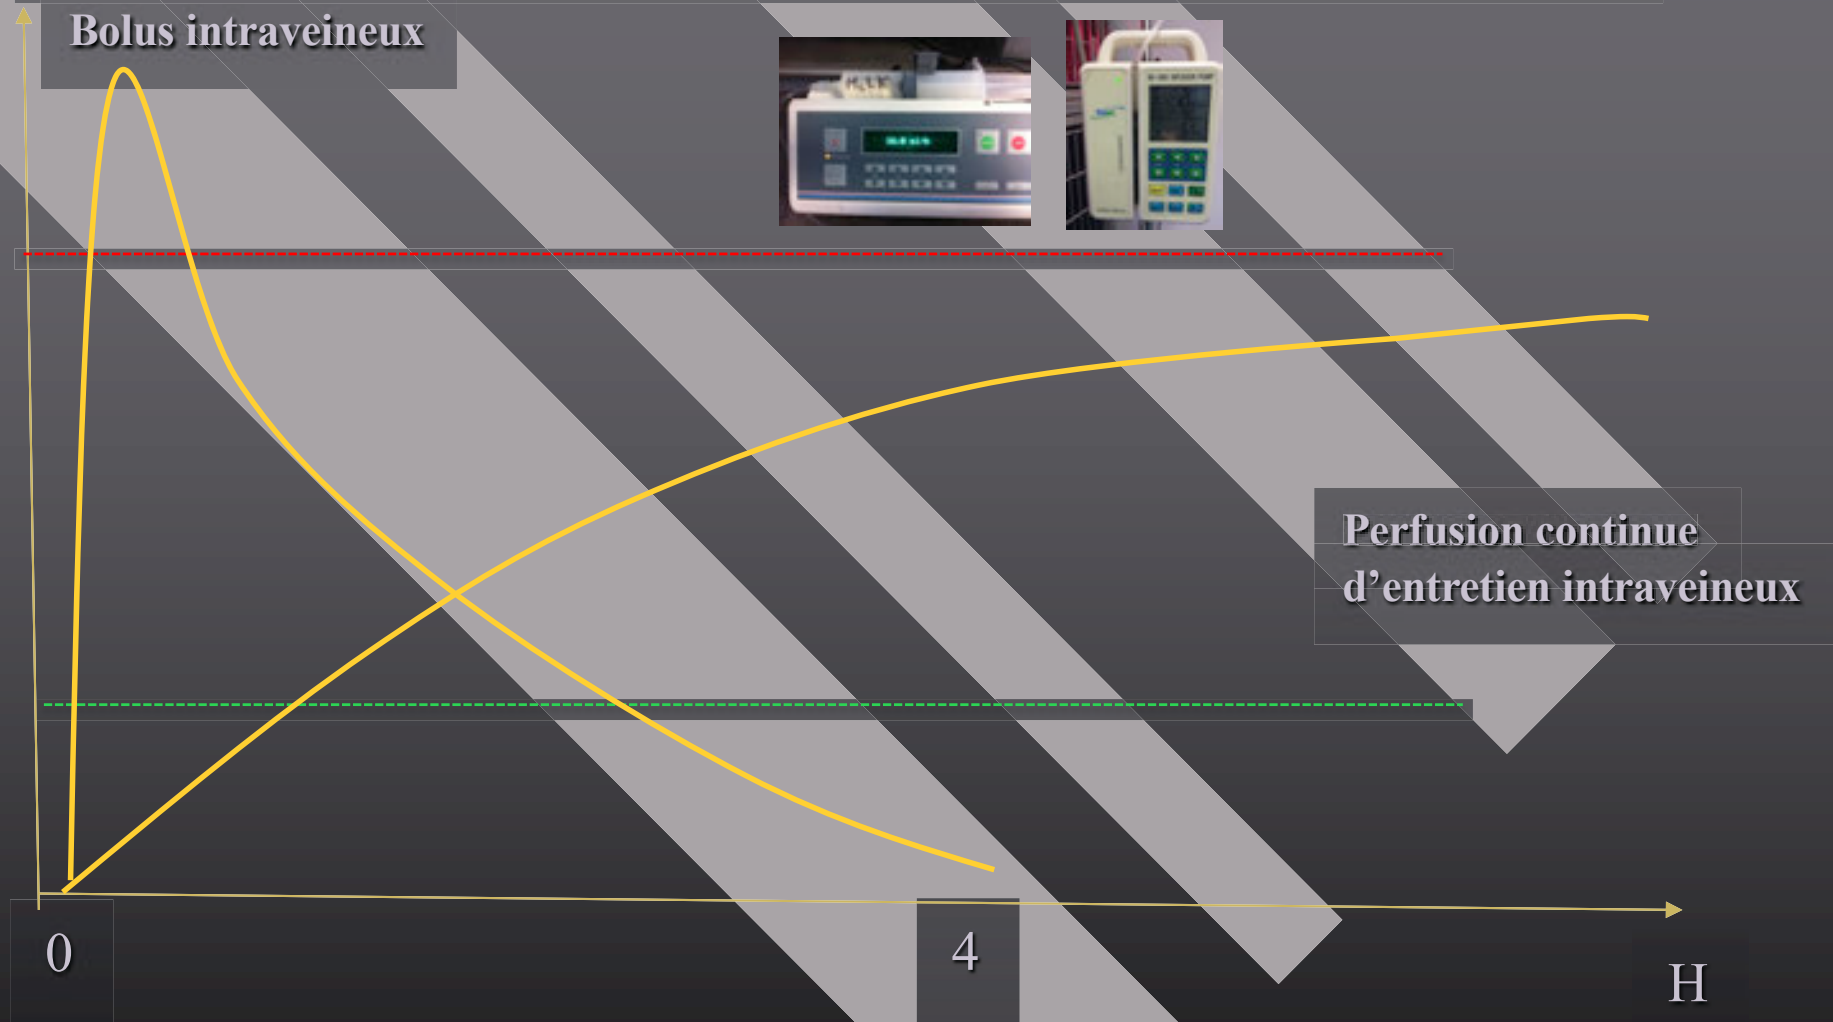 Bolus intraveineux
Perfusion continue
d’entretien intraveineux
0
4
H